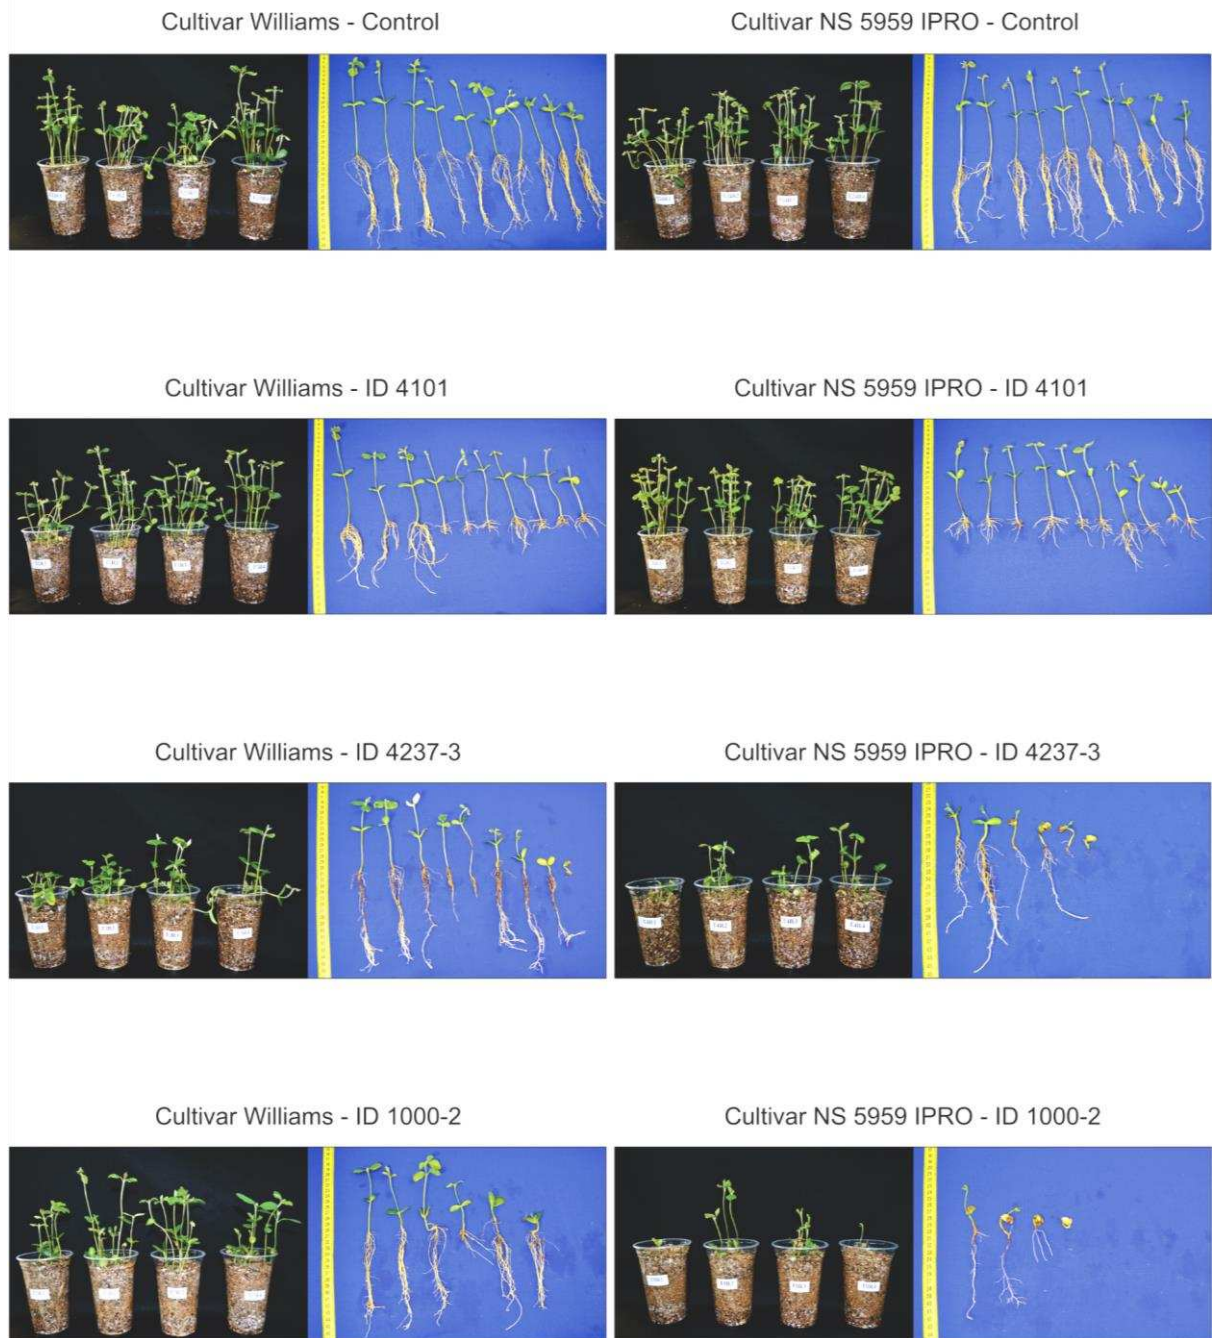 Cultivar Williams - Control
Cultivar NS 5959 IPRO - Control
Cultivar Williams - ID 4101
Cultivar NS 5959 IPRO - ID 4101
Cultivar Williams - ID 4237-3
Cultivar NS 5959 IPRO - ID 4237-3
Cultivar Williams - ID 1000-2
Cultivar NS 5959 IPRO - ID 1000-2